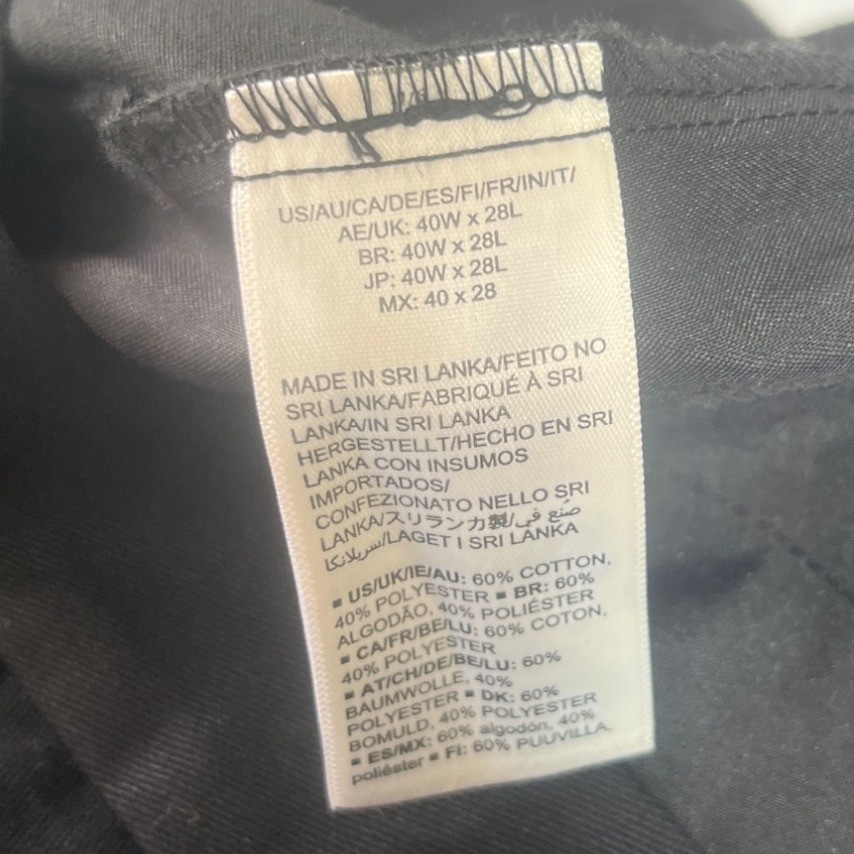 US/AU/CA/DE/ES/FI/FR/IN/IT/
AE/UK: 40W x 28L
BR: 40W x 28L
JP: 40W x 28L
MX: 40 x 28
MADE IN SRI LANKA/FEITO NO
SRI LANKA/FABRIQUÉ À SRI
LANKA/IN SRI LANKA
HERGESTELLT/HECHO EN SRI
LANKA CON INSUMOS
IMPORTADOS/
CONFEZIONATO NELLO SRI
LANKA/スリランカ製/صُنع في
سريلانكا/LAGET I SRI LANKA
▪ US/UK/IE/AU: 60% COTTON,
40% POLYESTER ▪ BR: 60%
ALGODÃO, 40% POLIÉSTER
▪ CA/FR/BE/LU: 60% COTON,
40% POLYESTER
▪ AT/CH/DE/BE/LU: 60%
BAUMWOLLE, 40%
POLYESTER ▪ DK: 60%
BOMULD, 40% POLYESTER
▪ ES/MX: 60% algodón, 40%
poliéster ▪ FI: 60% PUUVILLA,